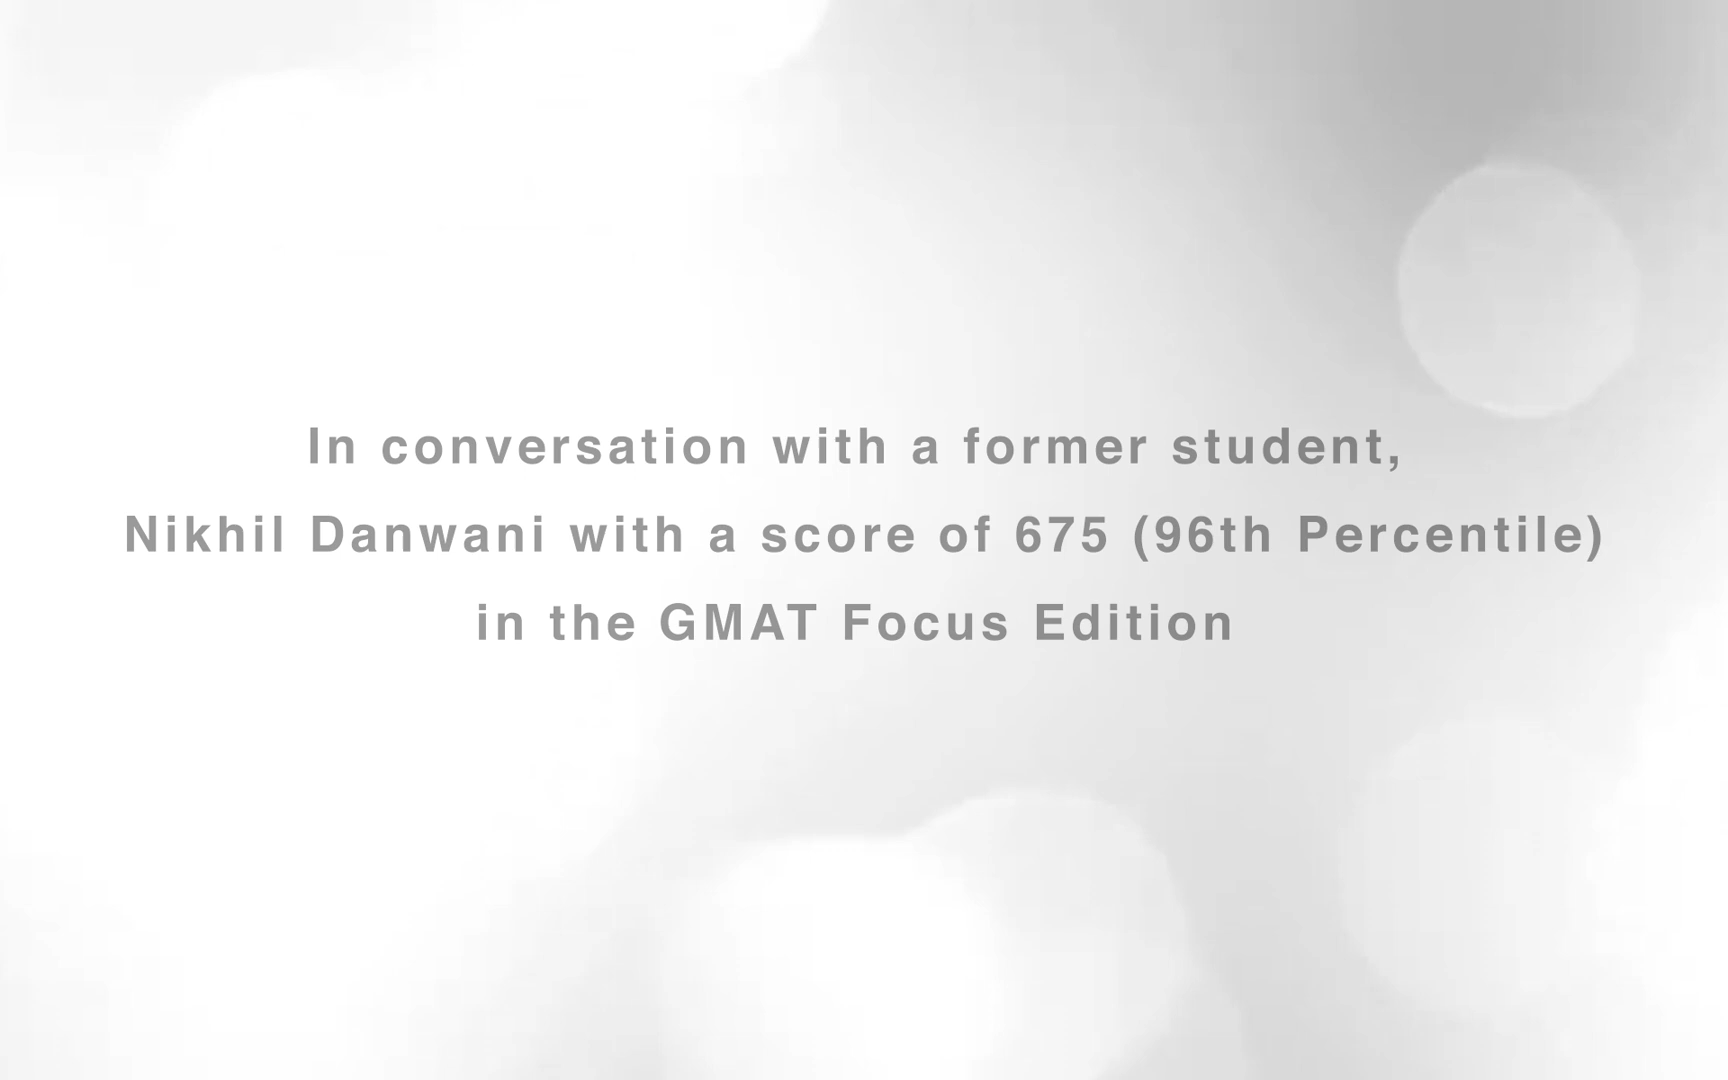 In conversation with a former student,
Nikhil Danwani with a score of 675 (96th Percentile)
in the GMAT Focus Edition